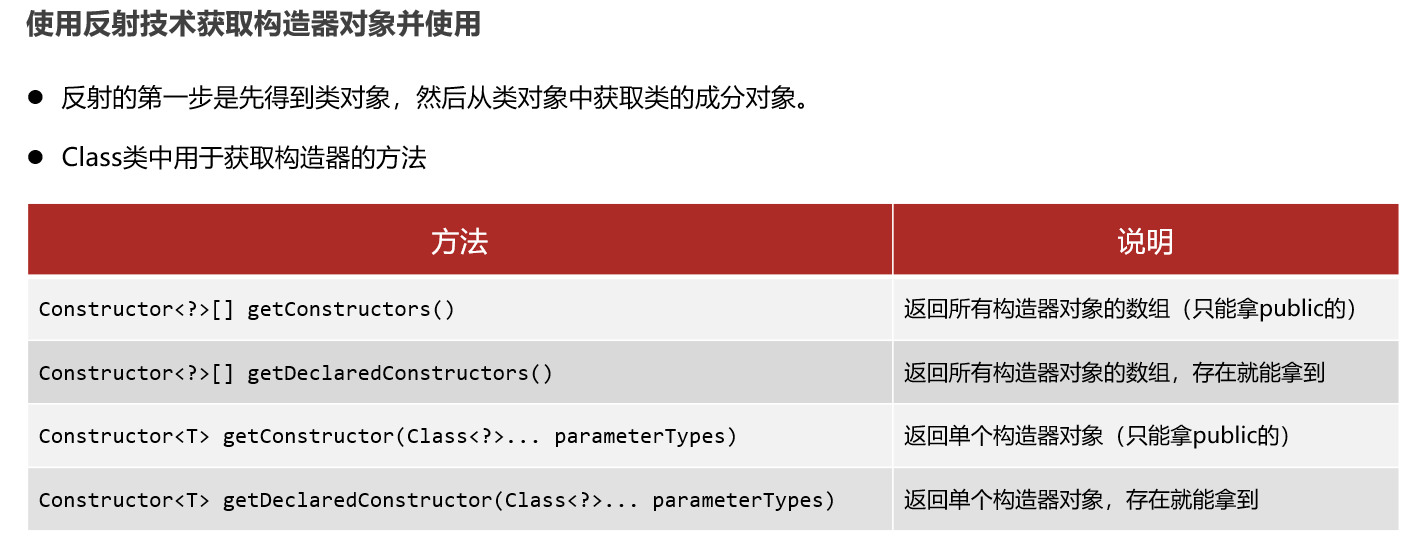 使用反射技术获取构造器对象并使用
● 反射的第一步是先得到类对象，然后从类对象中获取类的成分对象。
● Class类中用于获取构造器的方法
方法 说明
Constructor<?>[] getConstructors() 返回所有构造器对象的数组（只能拿public的）
Constructor<?>[] getDeclaredConstructors() 返回所有构造器对象的数组，存在就能拿到
Constructor<T> getConstructor(Class<?>... parameterTypes) 返回单个构造器对象（只能拿public的）
Constructor<T> getDeclaredConstructor(Class<?>... parameterTypes) 返回单个构造器对象，存在就能拿到